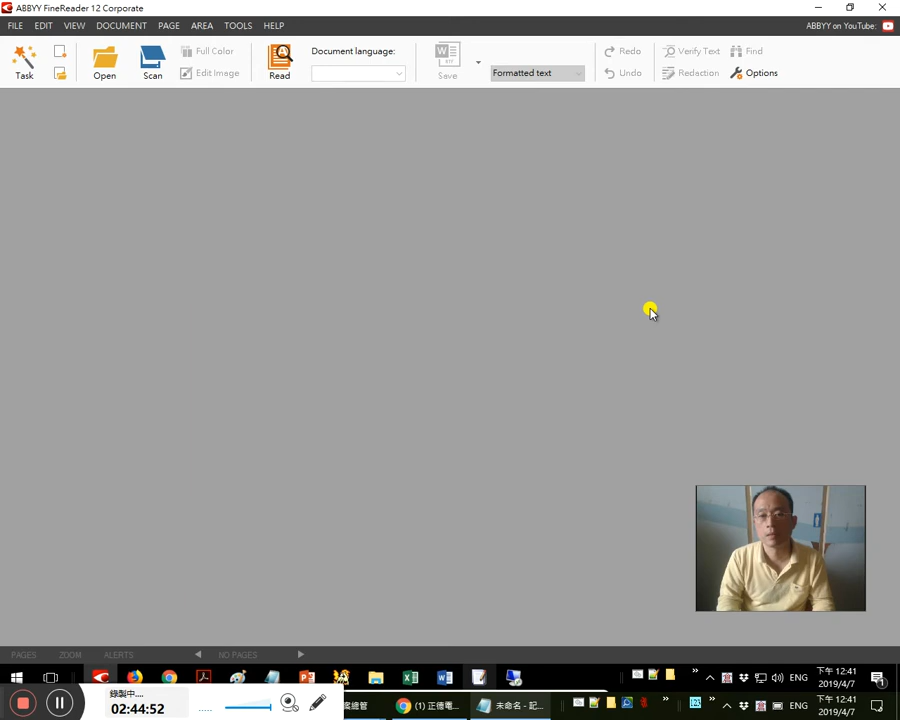 ABBYY FineReader 12 Corporate
FILE EDIT VIEW DOCUMENT PAGE AREA TOOLS HELP ABBYY on YouTube:
Task Open Scan Full Color Edit Image Read Document language: Save Formatted text Redo Undo Verify Text Find Redaction Options
PAGES ZOOM ALERTS NO PAGES
ENG 下午 12:41
2019/4/7
錄製中....
02:44:52
案總管 (1) 正德電... 未命名 - 記... ENG 下午 12:41
2019/4/7